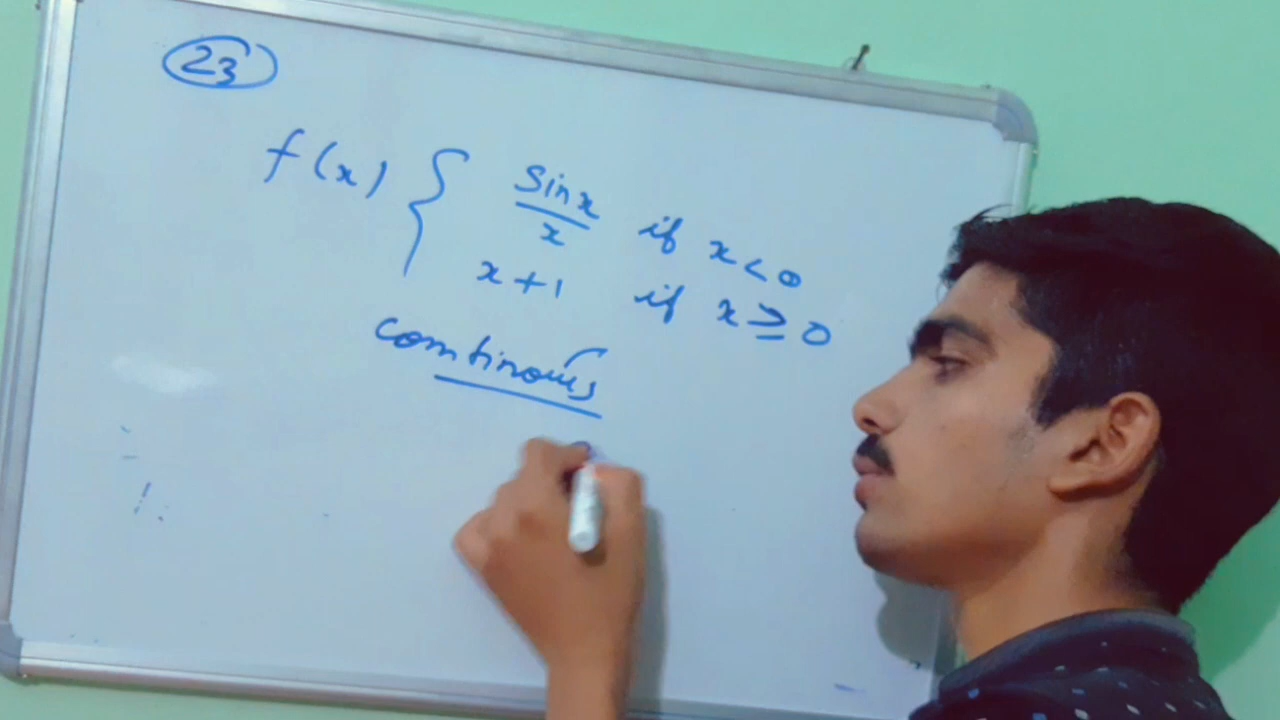 23
f(x) { sinx/x if x<0
x+1 if x≥0
continous